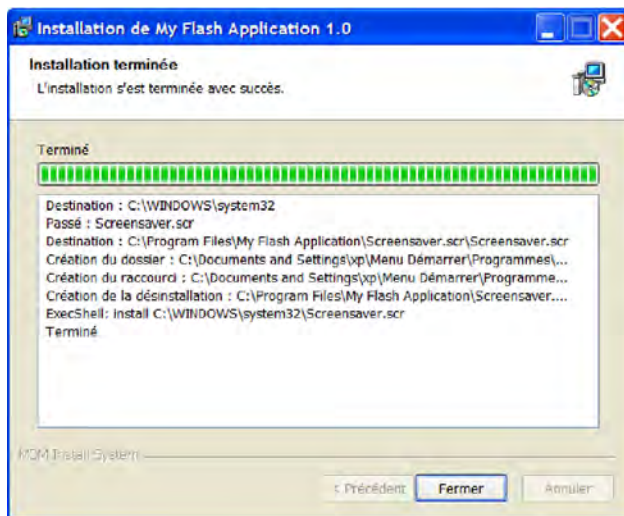 Installation de My Flash Application 1.0
Installation terminée
L'installation s'est terminée avec succès.
Terminé
Destination : C:\WINDOWS\system32
Passé : Screensaver.scr
Destination : C:\Program Files\My Flash Application\Screensaver.scr\Screensaver.scr
Création du dossier : C:\Documents and Settings\xp\Menu Démarrer\Programmes\...
Création du raccourci : C:\Documents and Settings\xp\Menu Démarrer\Programme...
Création de la désinstallation : C:\Program Files\My Flash Application\Screensaver....
ExecShell: install C:\WINDOWS\system32\Screensaver.scr
Terminé
MDM Install System
< Précédent Fermer Annuler